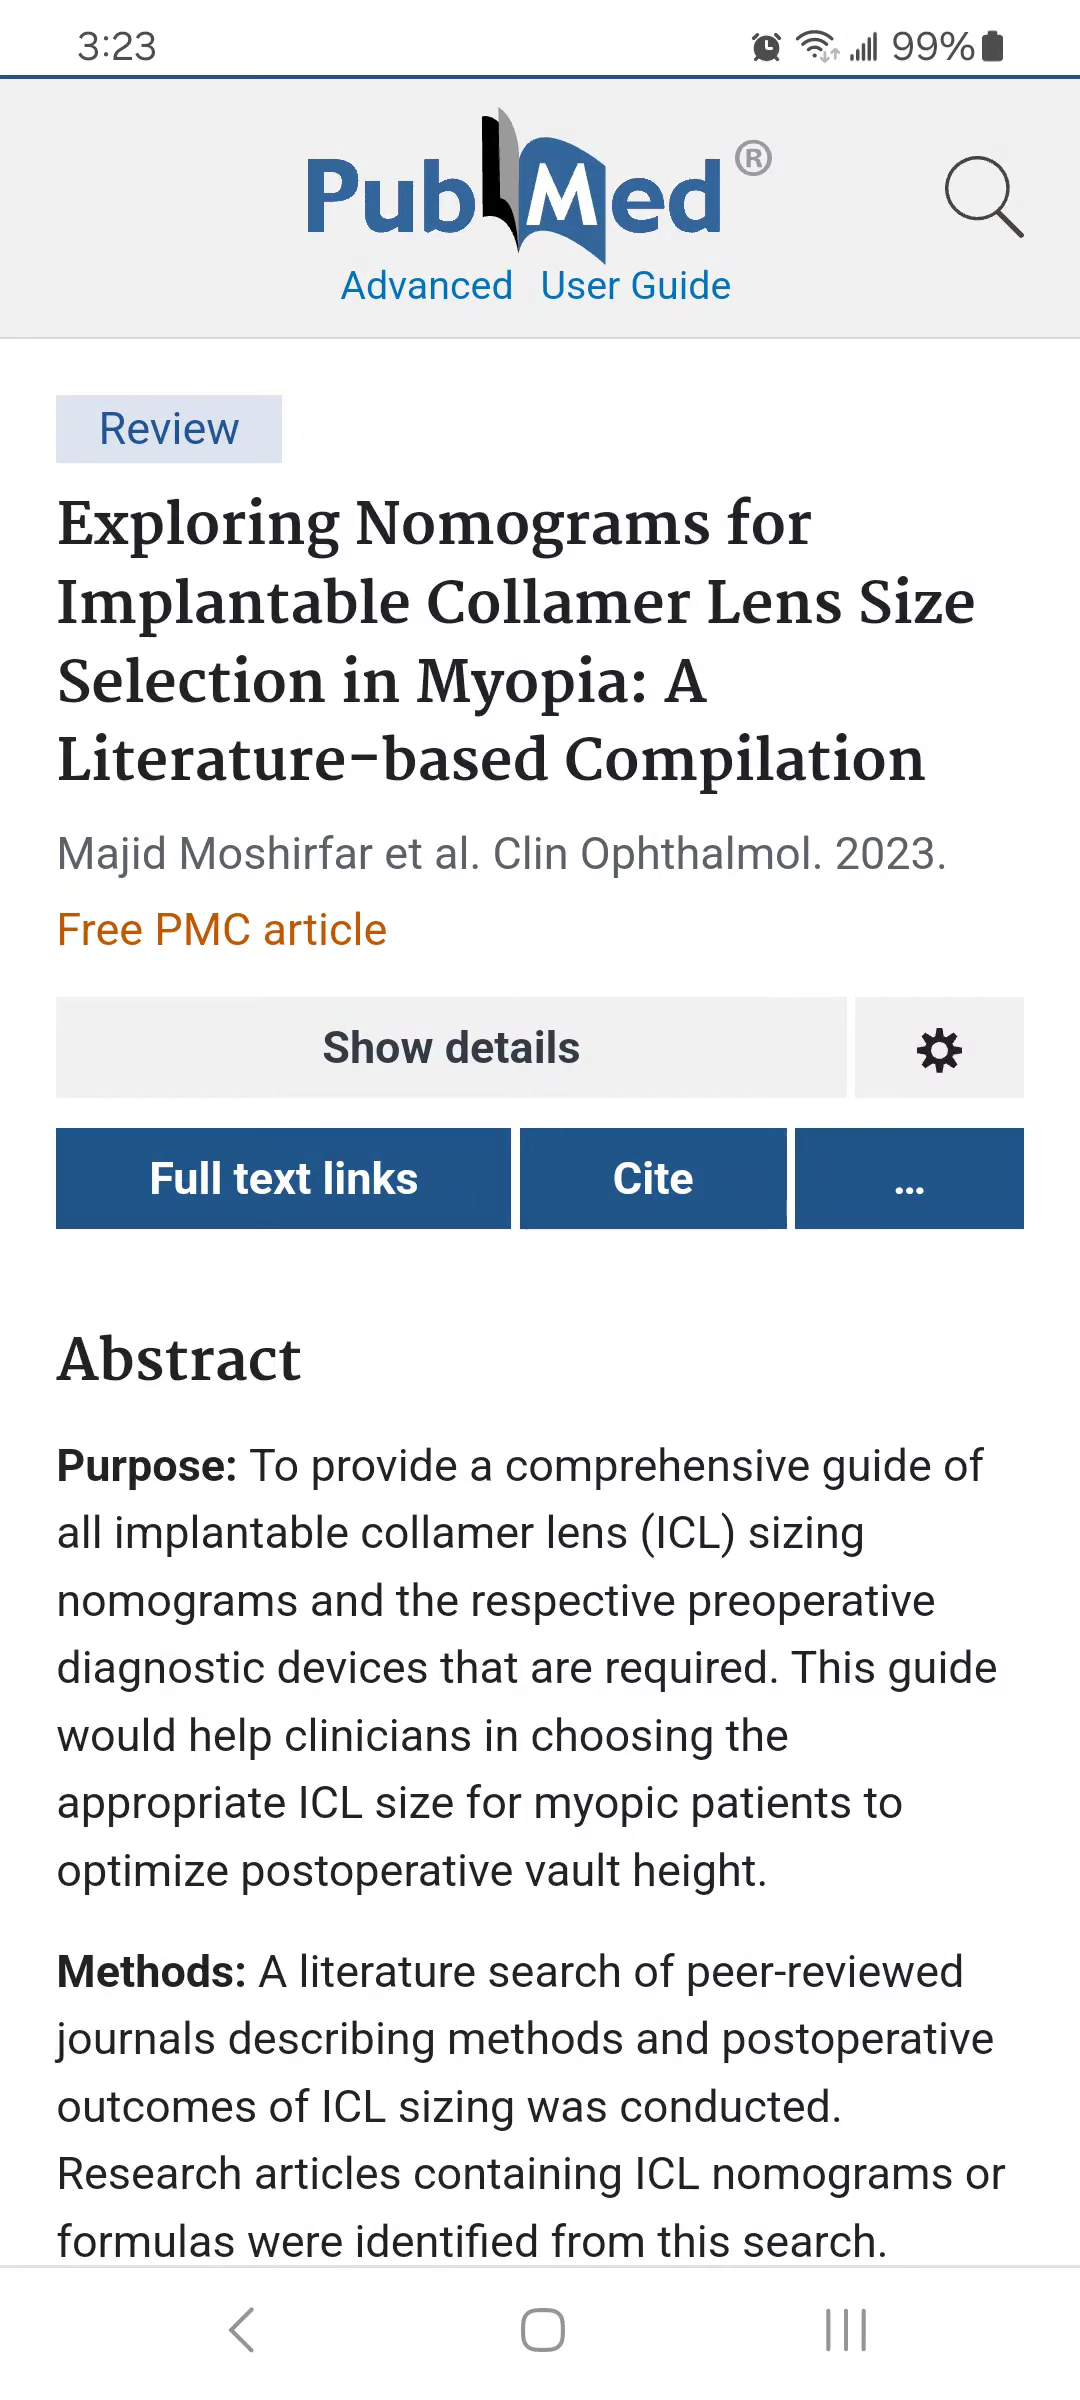 3:23
99%
PubMed®
Advanced User Guide
Review
Exploring Nomograms for
Implantable Collamer Lens Size
Selection in Myopia: A
Literature-based Compilation
Majid Moshirfar et al. Clin Ophthalmol. 2023.
Free PMC article
Show details
Full text links
Cite
...
Abstract
Purpose: To provide a comprehensive guide of
all implantable collamer lens (ICL) sizing
nomograms and the respective preoperative
diagnostic devices that are required. This guide
would help clinicians in choosing the
appropriate ICL size for myopic patients to
optimize postoperative vault height.
Methods: A literature search of peer-reviewed
journals describing methods and postoperative
outcomes of ICL sizing was conducted.
Research articles containing ICL nomograms or
formulas were identified from this search.